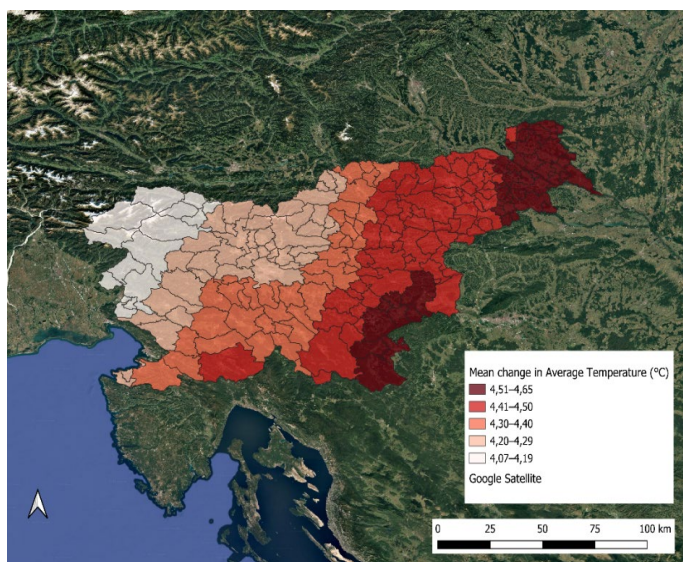 Mean change in Average Temperature (°C)
4,51–4,65
4,41–4,50
4,30–4,40
4,20–4,29
4,07–4,19
Google Satellite
0 25 50 75 100 km